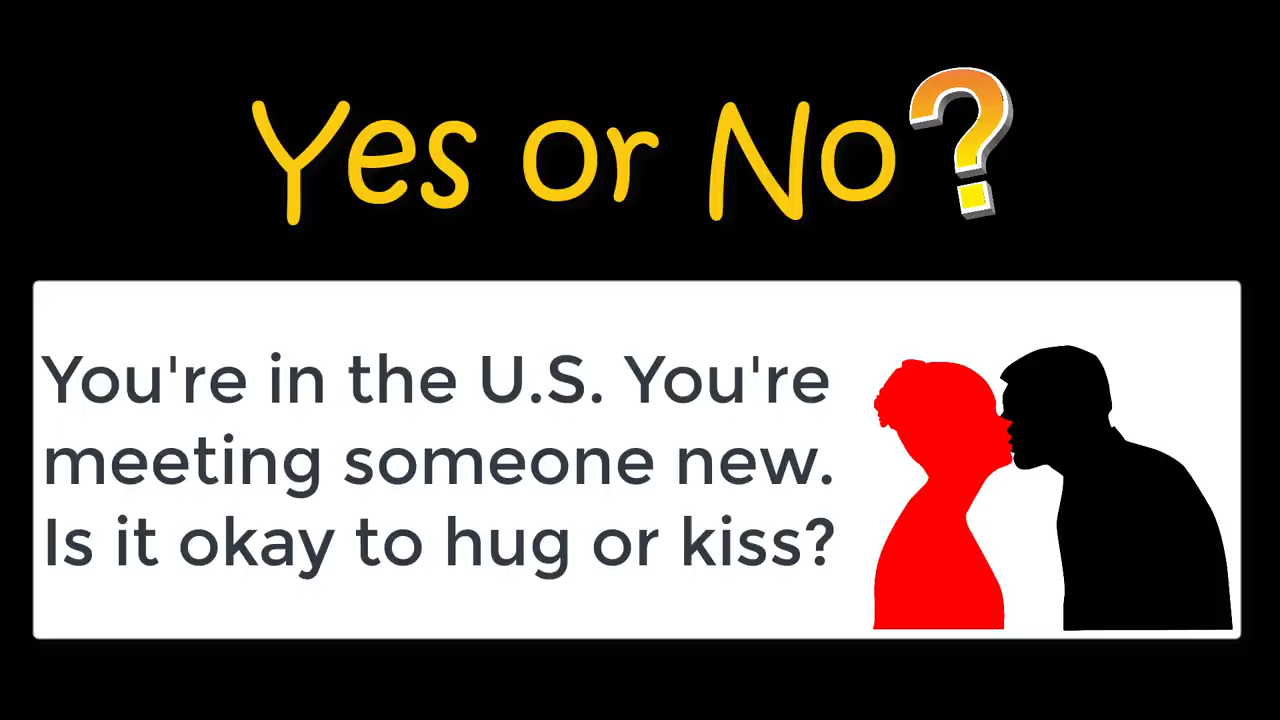 Yes or No?
You're in the U.S. You're
meeting someone new.
Is it okay to hug or kiss?